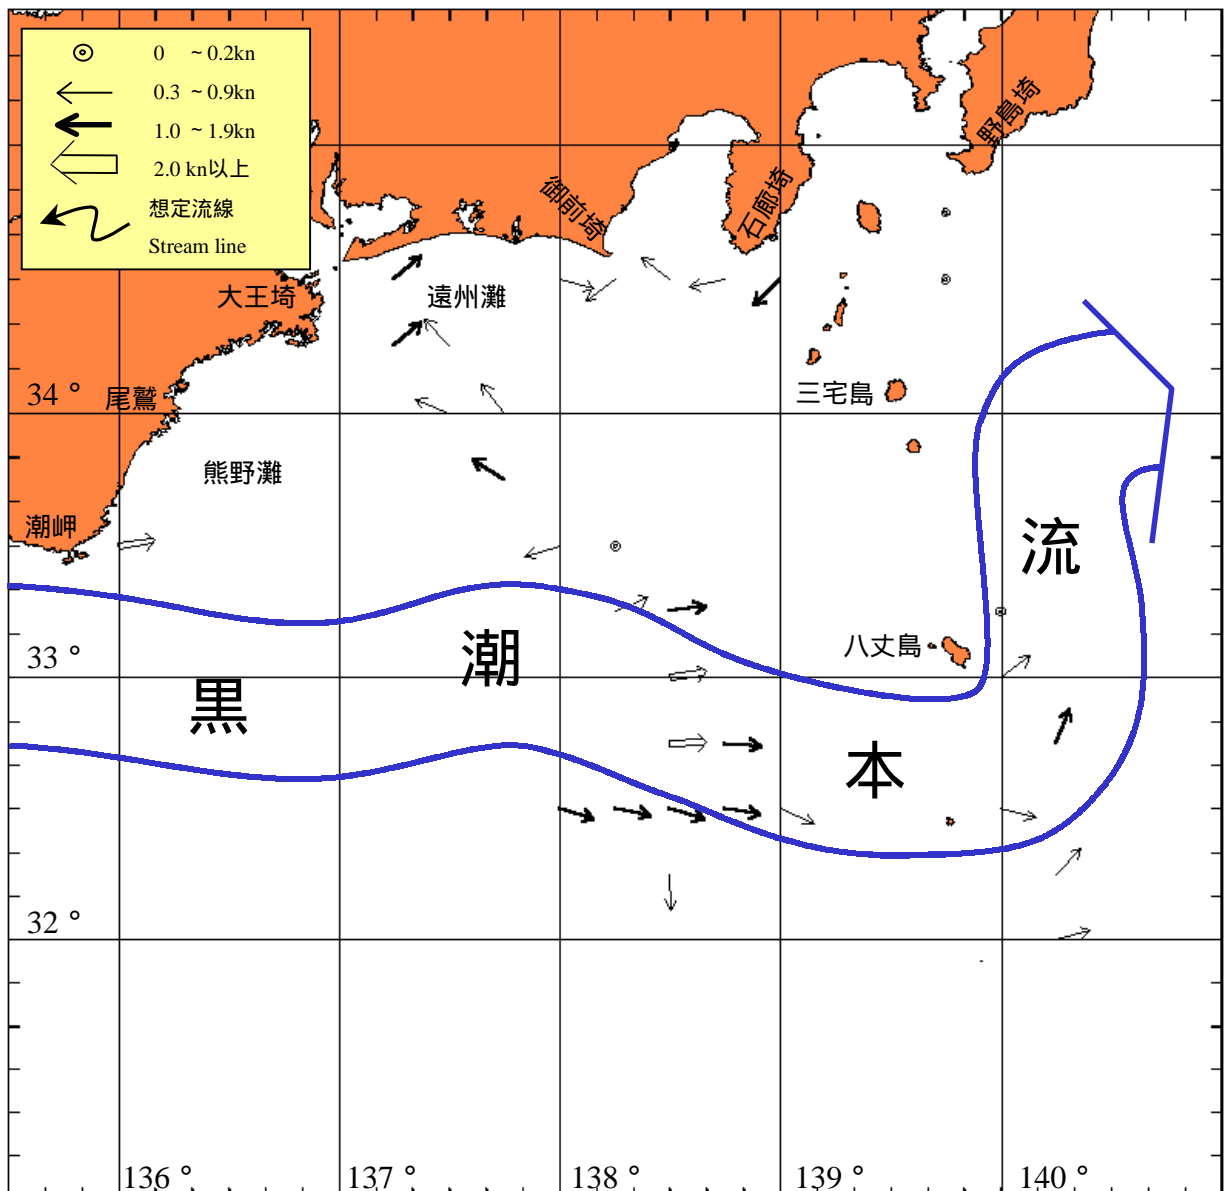 0 ~ 0.2kn
0.3 ~ 0.9kn
1.0 ~ 1.9kn
2.0 kn以上
想定流線
Stream line
野島埼
御前埼
石廊埼
大王埼
遠州灘
34°
尾鷲
三宅島
熊野灘
潮岬
流
33°
潮
八丈島
黒
本
32°
136°
137°
138°
139°
140°